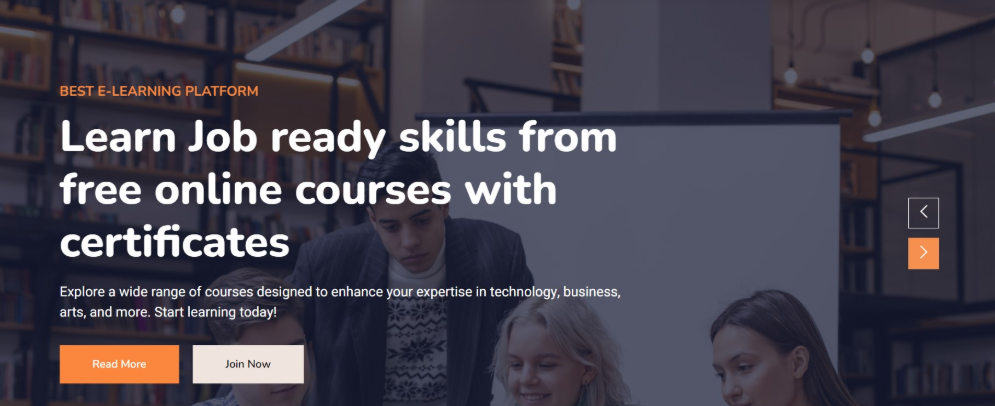 BEST E-LEARNING PLATFORM
Learn Job ready skills from
free online courses with
certificates
Explore a wide range of courses designed to enhance your expertise in technology, business,
arts, and more. Start learning today!
Read More
Join Now